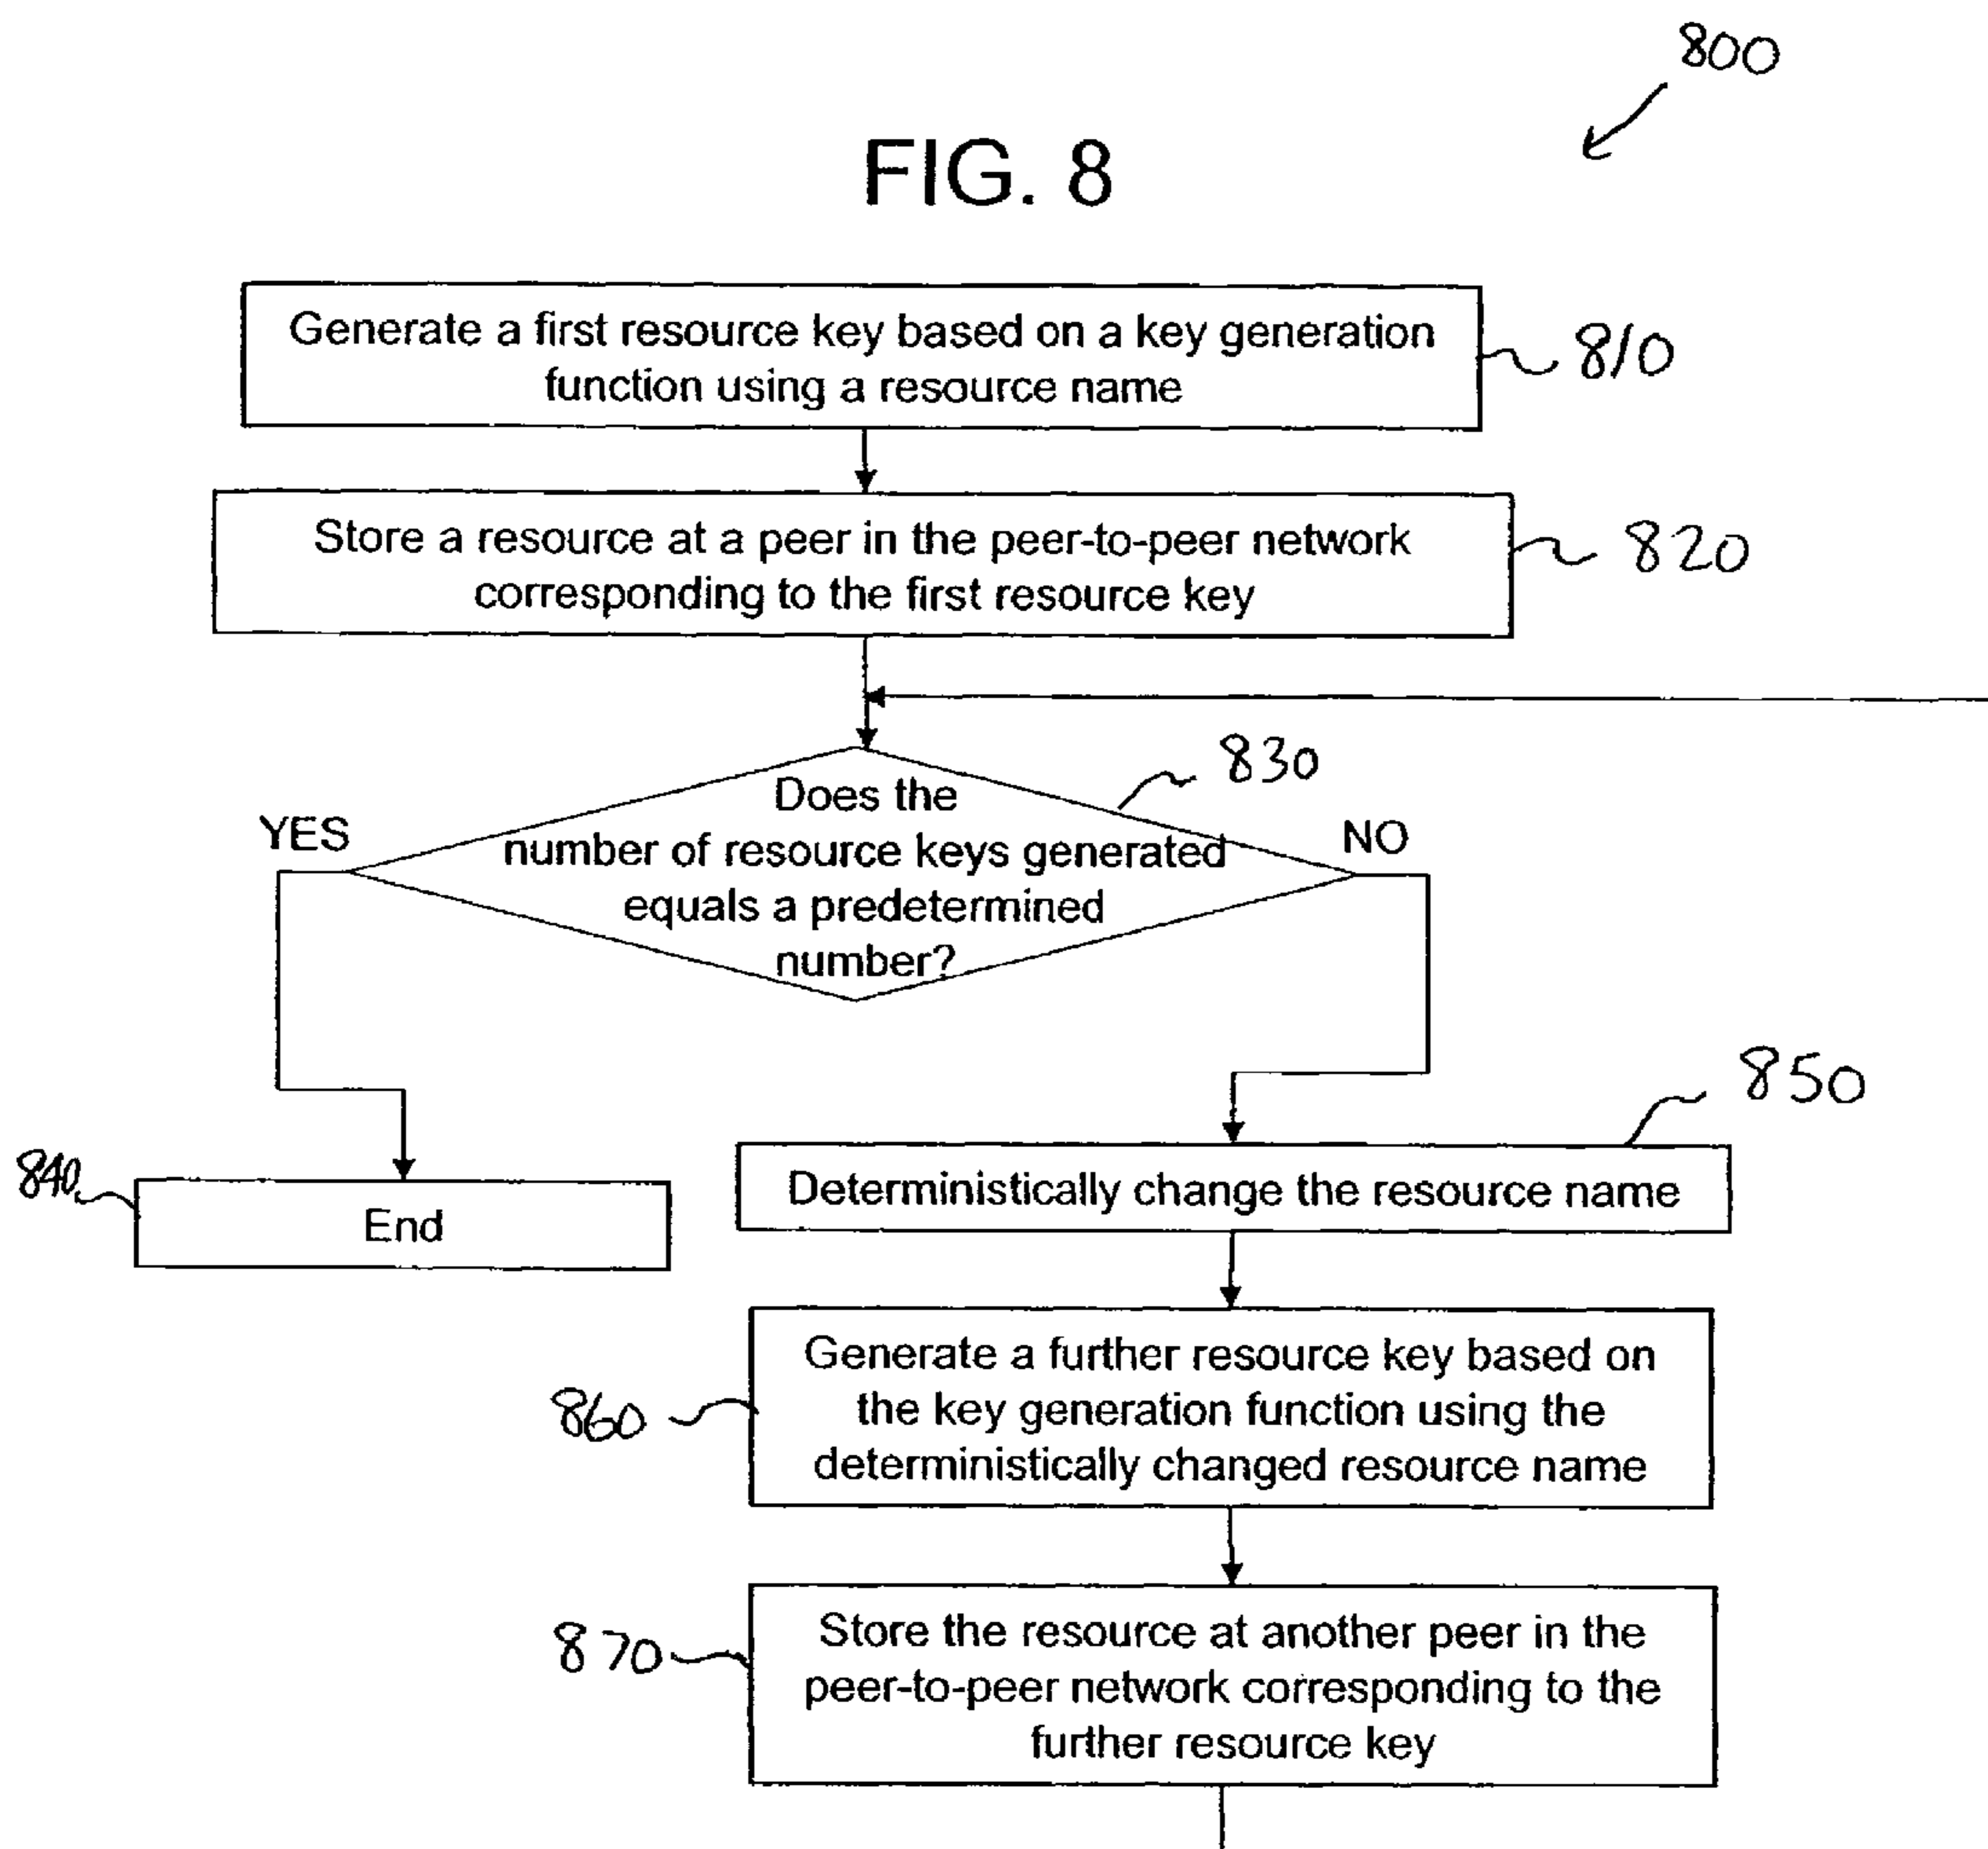 800
FIG. 8
Generate a first resource key based on a key generation
function using a resource name
810
Store a resource at a peer in the peer-to-peer network
corresponding to the first resource key
820
830
Does the
number of resource keys generated
equals a predetermined
number?
YES
NO
850
840
End
Deterministically change the resource name
Generate a further resource key based on
the key generation function using the
deterministically changed resource name
860
Store the resource at another peer in the
peer-to-peer network corresponding to the
further resource key
870